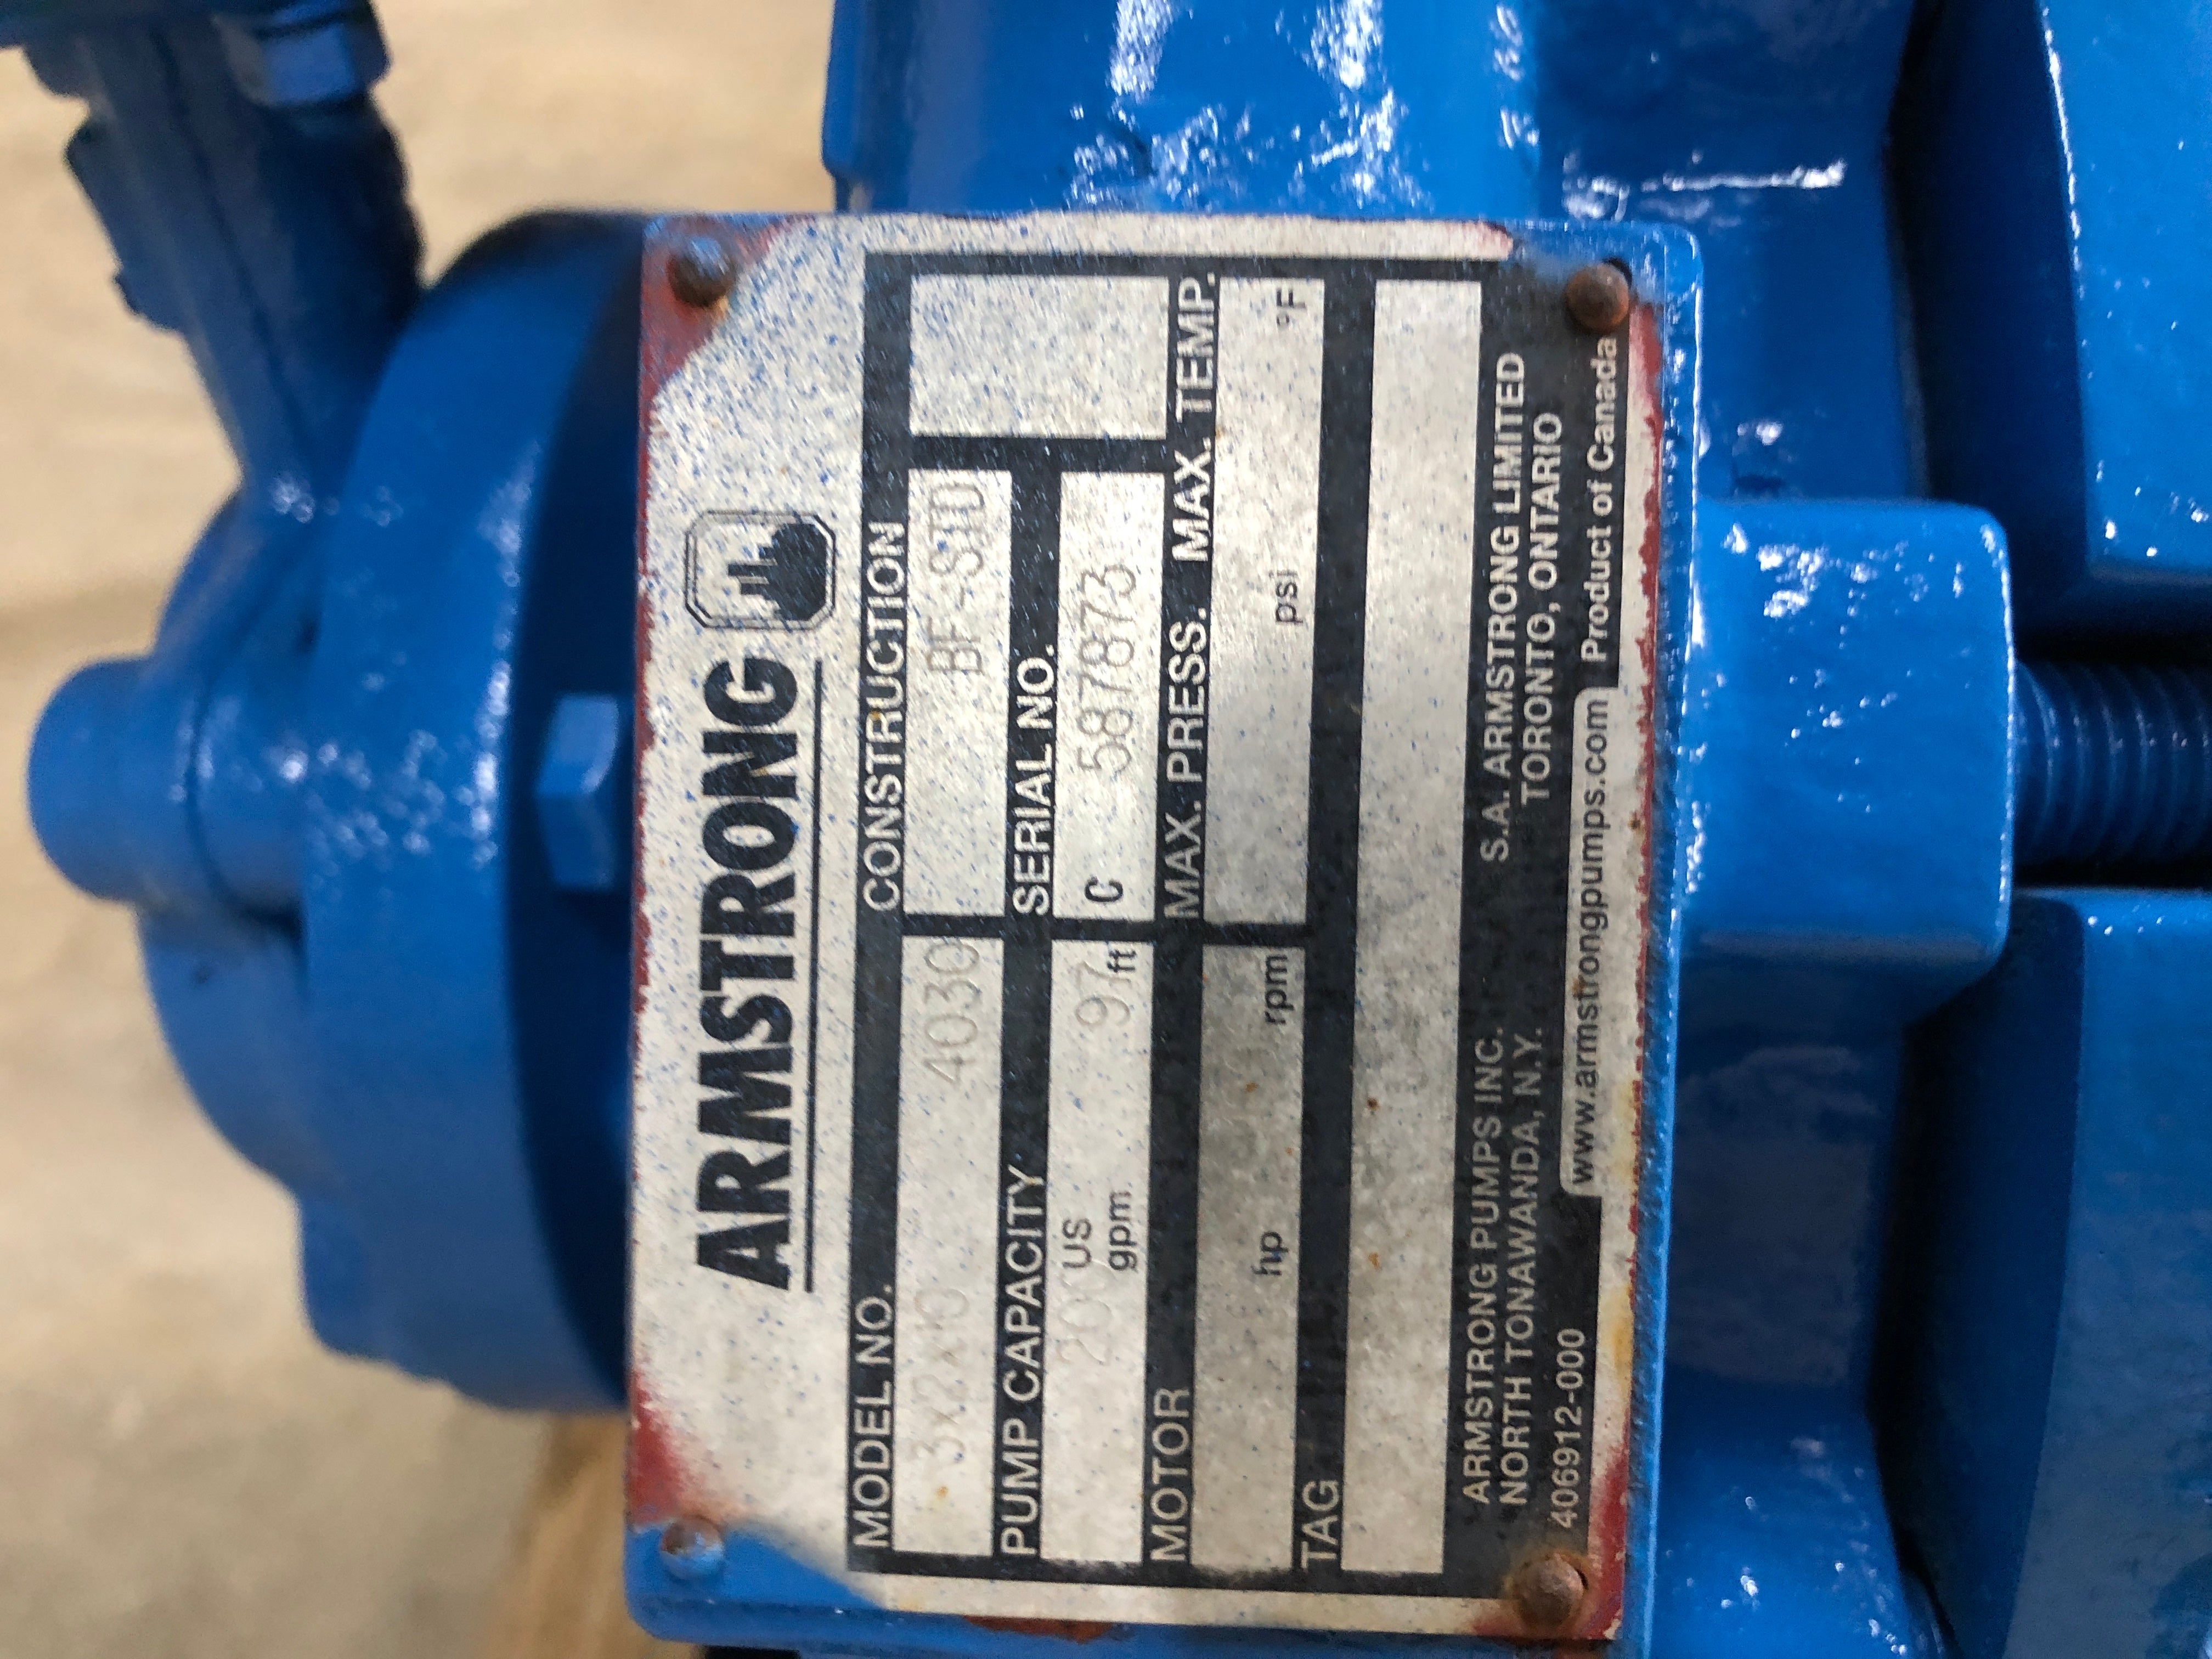 ARMSTRONG
MODEL NO. CONSTRUCTION
3x2x10 4030 BF-STD
PUMP CAPACITY SERIAL NO.
200 US gpm 97 ft C 587873
MOTOR MAX. PRESS. MAX. TEMP.
hp rpm psi °F
TAG
ARMSTRONG PUMPS INC. S.A. ARMSTRONG LIMITED
NORTH TONAWANDA, N.Y. TORONTO, ONTARIO
406912-000 www.armstrongpumps.com Product of Canada